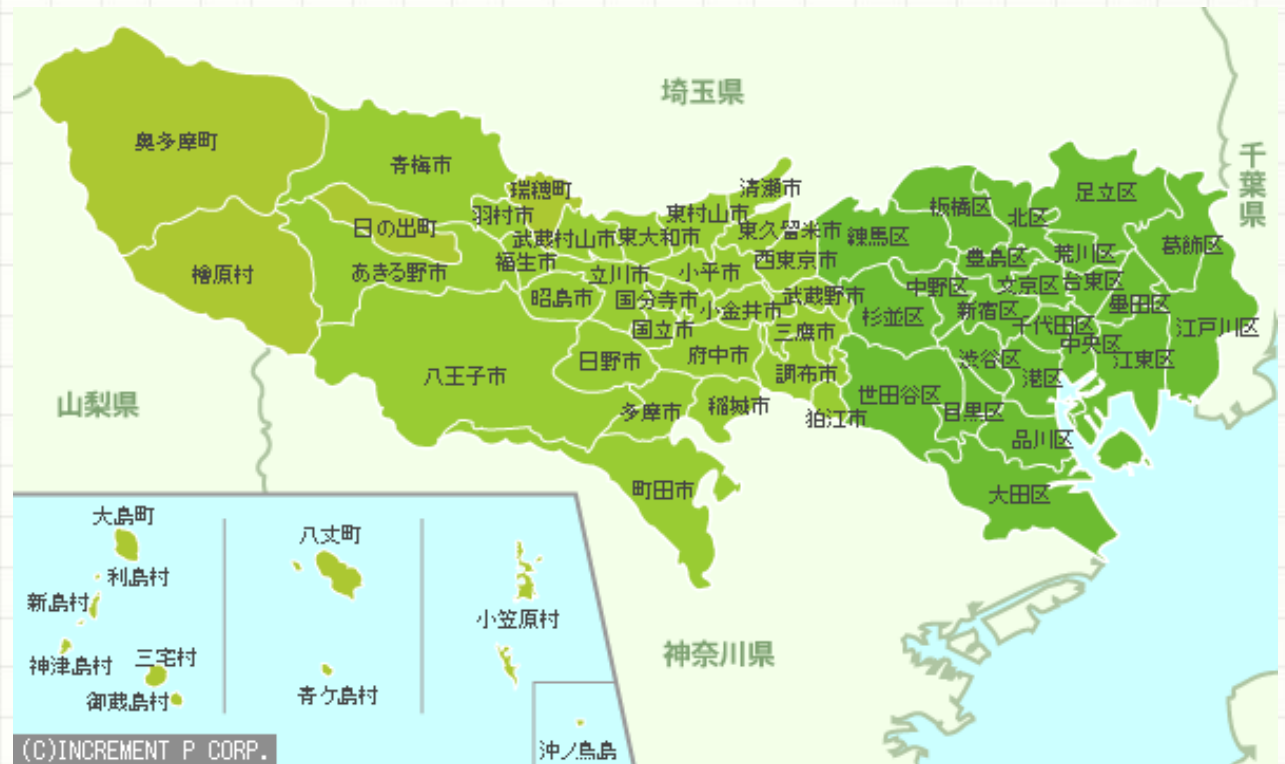 埼玉県
千葉県
奥多摩町
青梅市
瑞穂町
清瀬市
板橋区
足立区
北区
羽村市
東村山市
日の出町
武蔵村山市
東大和市
東久留米市
練馬区
葛飾区
檜原村
あきる野市
福生市
立川市
小平市
西東京市
豊島区
荒川区
昭島市
国分寺市
小金井市
武蔵野市
中野区
文京区
台東区
墨田区
杉並区
新宿区
千代田区
江戸川区
国立市
三鷹市
中央区
日野市
府中市
渋谷区
江東区
八王子市
調布市
港区
世田谷区
山梨県
多摩市
稲城市
狛江市
目黒区
品川区
町田市
大田区
大島町
利島村
新島村
神津島村
三宅村
御蔵島村
八丈町
青ケ島村
小笠原村
沖ノ鳥島
神奈川県
(C)INCREMENT P CORP.